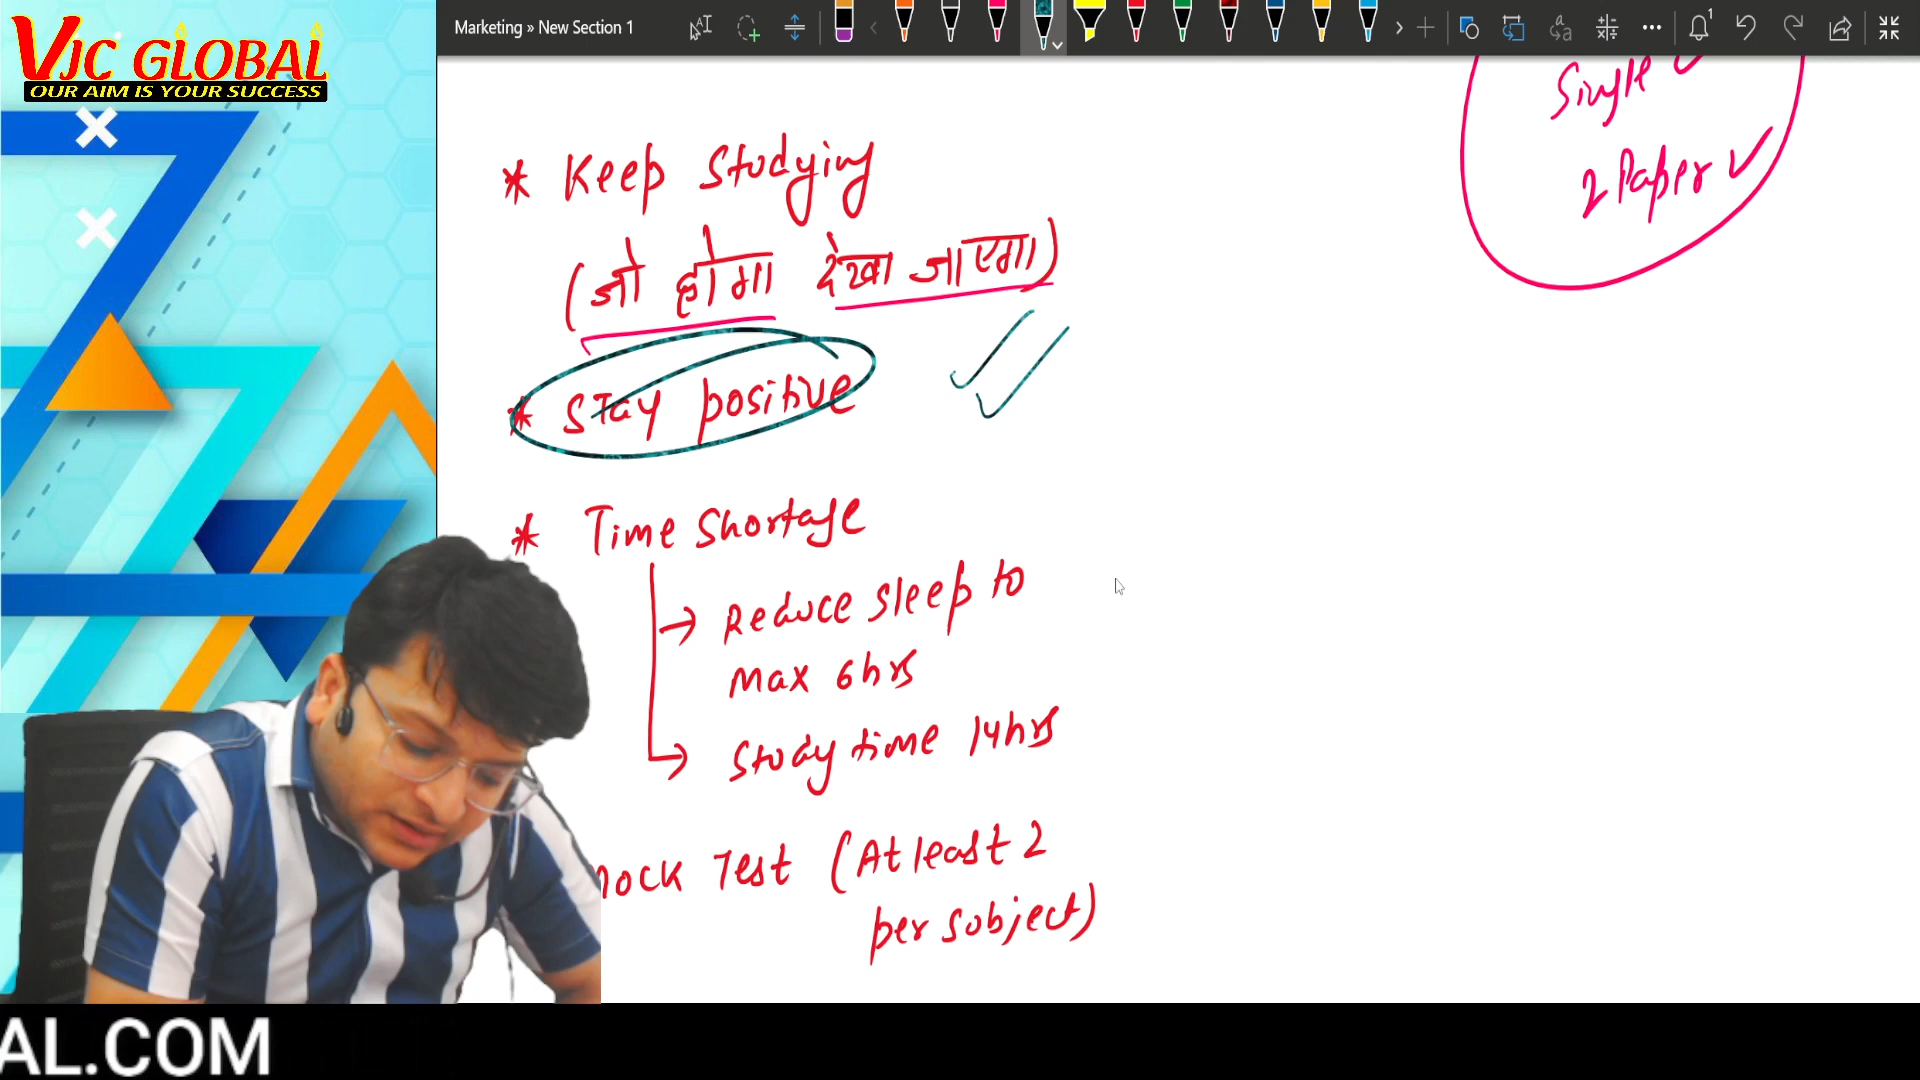 VJC GLOBAL
OUR AIM IS YOUR SUCCESS
Marketing » New Section 1
Single ✓
2 Paper ✓
* Keep Studying
(जो होगा देखा जाएगा)
* Stay positive
* Time Shortage
→ Reduce sleep to
max 6hrs
→ Study time 14hrs
mock Test (At least 2
per subject)
AL.COM